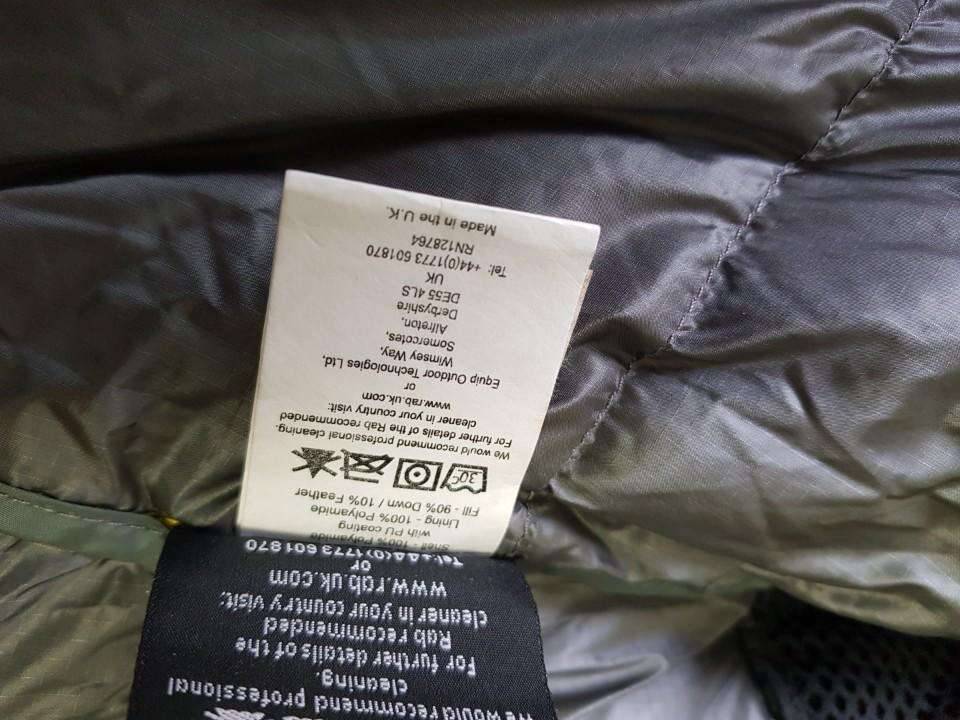 Shell - 100% Polyamide
with PU coating
Lining - 100% Polyamide
Fill - 90% Down / 10% Feather
30°
We would recommend professional cleaning.
For further details of the Rab recommended
cleaner in your country visit:
www.rab.uk.com
or
Equip Outdoor Technologies Ltd.
Wimsey Way,
Somercotes,
Alfreton,
Derbyshire
DE55 4LS
UK
Tel: +44(0)1773 601870
RN128764
Made in the U.K.
We would recommend professional
cleaning.
For further details of the
Rab recommended
cleaner in your country visit:
www.rab.uk.com
or
Tel:+44(0)1773 601870